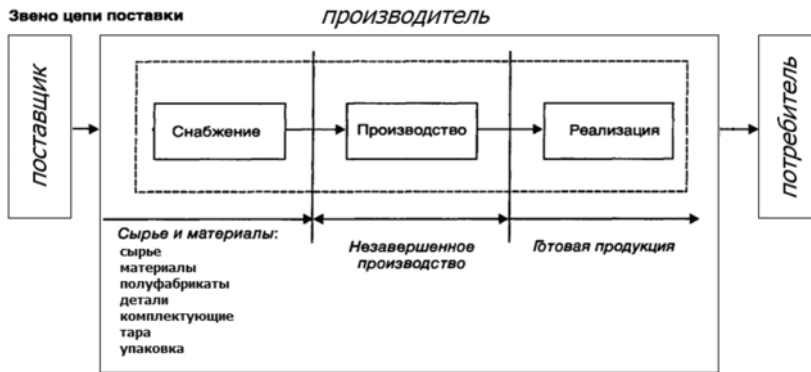 Звено цепи поставки
производитель
поставщик
Снабжение
Производство
Реализация
потребитель
Сырье и материалы:
сырье
материалы
полуфабрикаты
детали
комплектующие
тара
упаковка
Незавершенное
производство
Готовая продукция